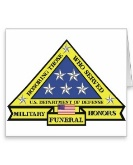 HONORING THOSE
WHO SERVED
U.S. DEPARTMENT OF DEFENSE
MILITARY
FUNERAL
HONORS